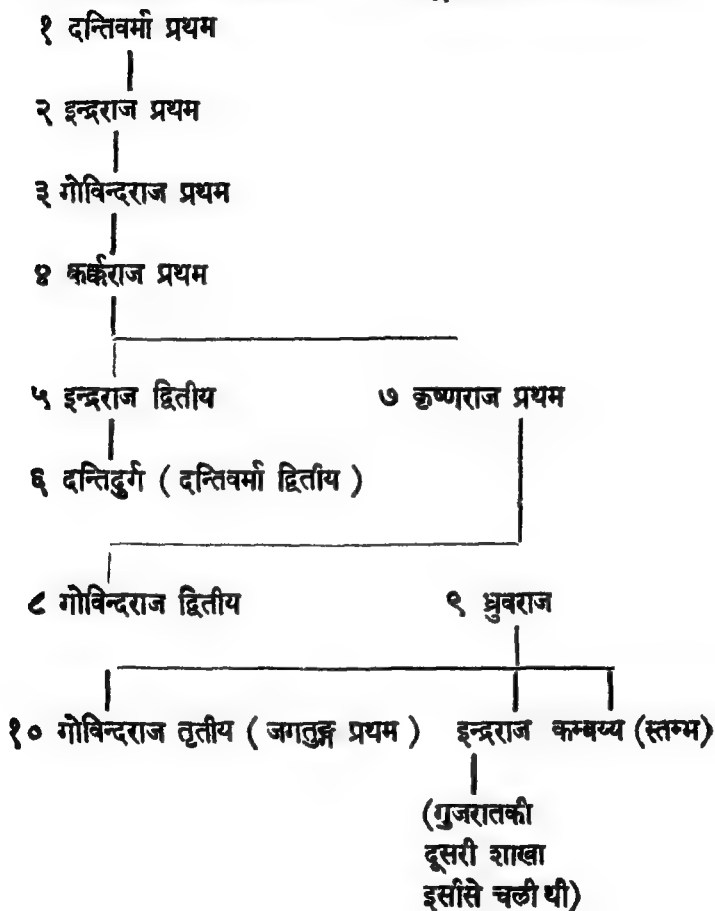 १ दन्तिवर्मा प्रथम
२ इन्द्रराज प्रथम
३ गोविन्दराज प्रथम
४ कर्क्कराज प्रथम
५ इन्द्रराज द्वितीय ७ कृष्णराज प्रथम
६ दन्तिदुर्ग ( दन्तिवर्मा द्वितीय )
८ गोविन्दराज द्वितीय ९ ध्रुवराज
१० गोविन्दराज तृतीय ( जगत्तुङ्ग प्रथम ) इन्द्रराज कम्बय्य (स्तम्भ)
(गुजरातकी
दूसरी शाखा
इसीसे चली थी)